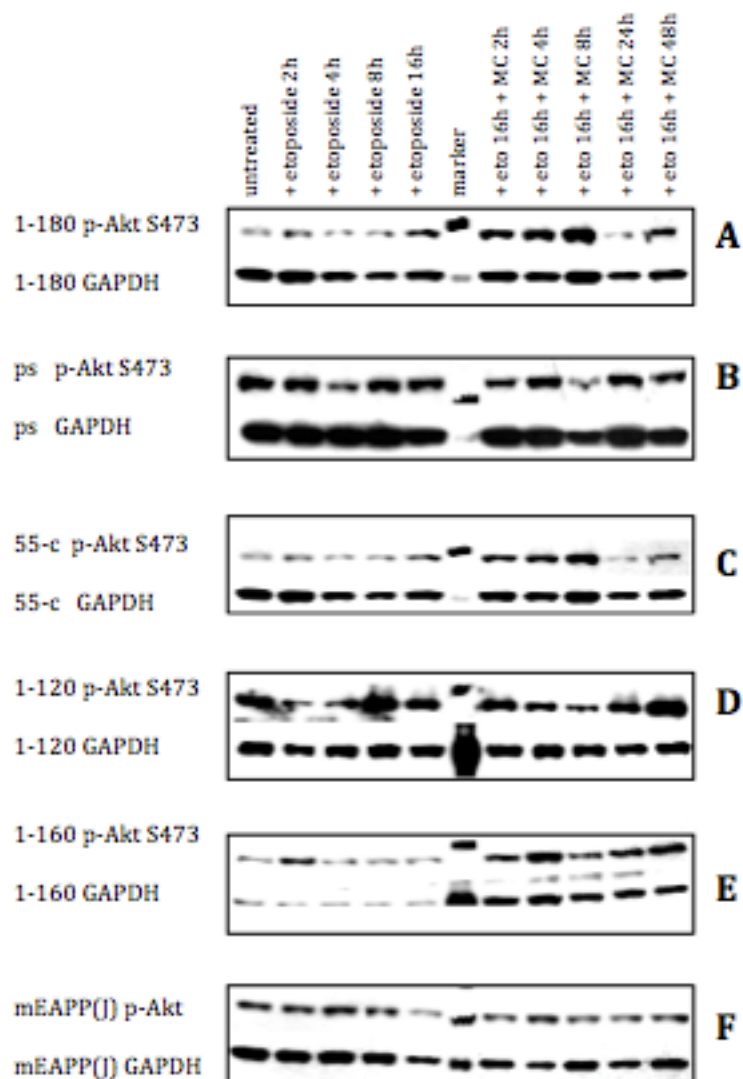 untreated
+ etoposide 2h
+ etoposide 4h
+ etoposide 8h
+ etoposide 16h
marker
+ eto 16h + MC 2h
+ eto 16h + MC 4h
+ eto 16h + MC 8h
+ eto 16h + MC 24h
+ eto 16h + MC 48h
1-180 p-Akt S473
1-180 GAPDH
A
ps p-Akt S473
ps GAPDH
B
55-c p-Akt S473
55-c GAPDH
C
1-120 p-Akt S473
1-120 GAPDH
D
1-160 p-Akt S473
1-160 GAPDH
E
mEAPP(J) p-Akt
mEAPP(J) GAPDH
F